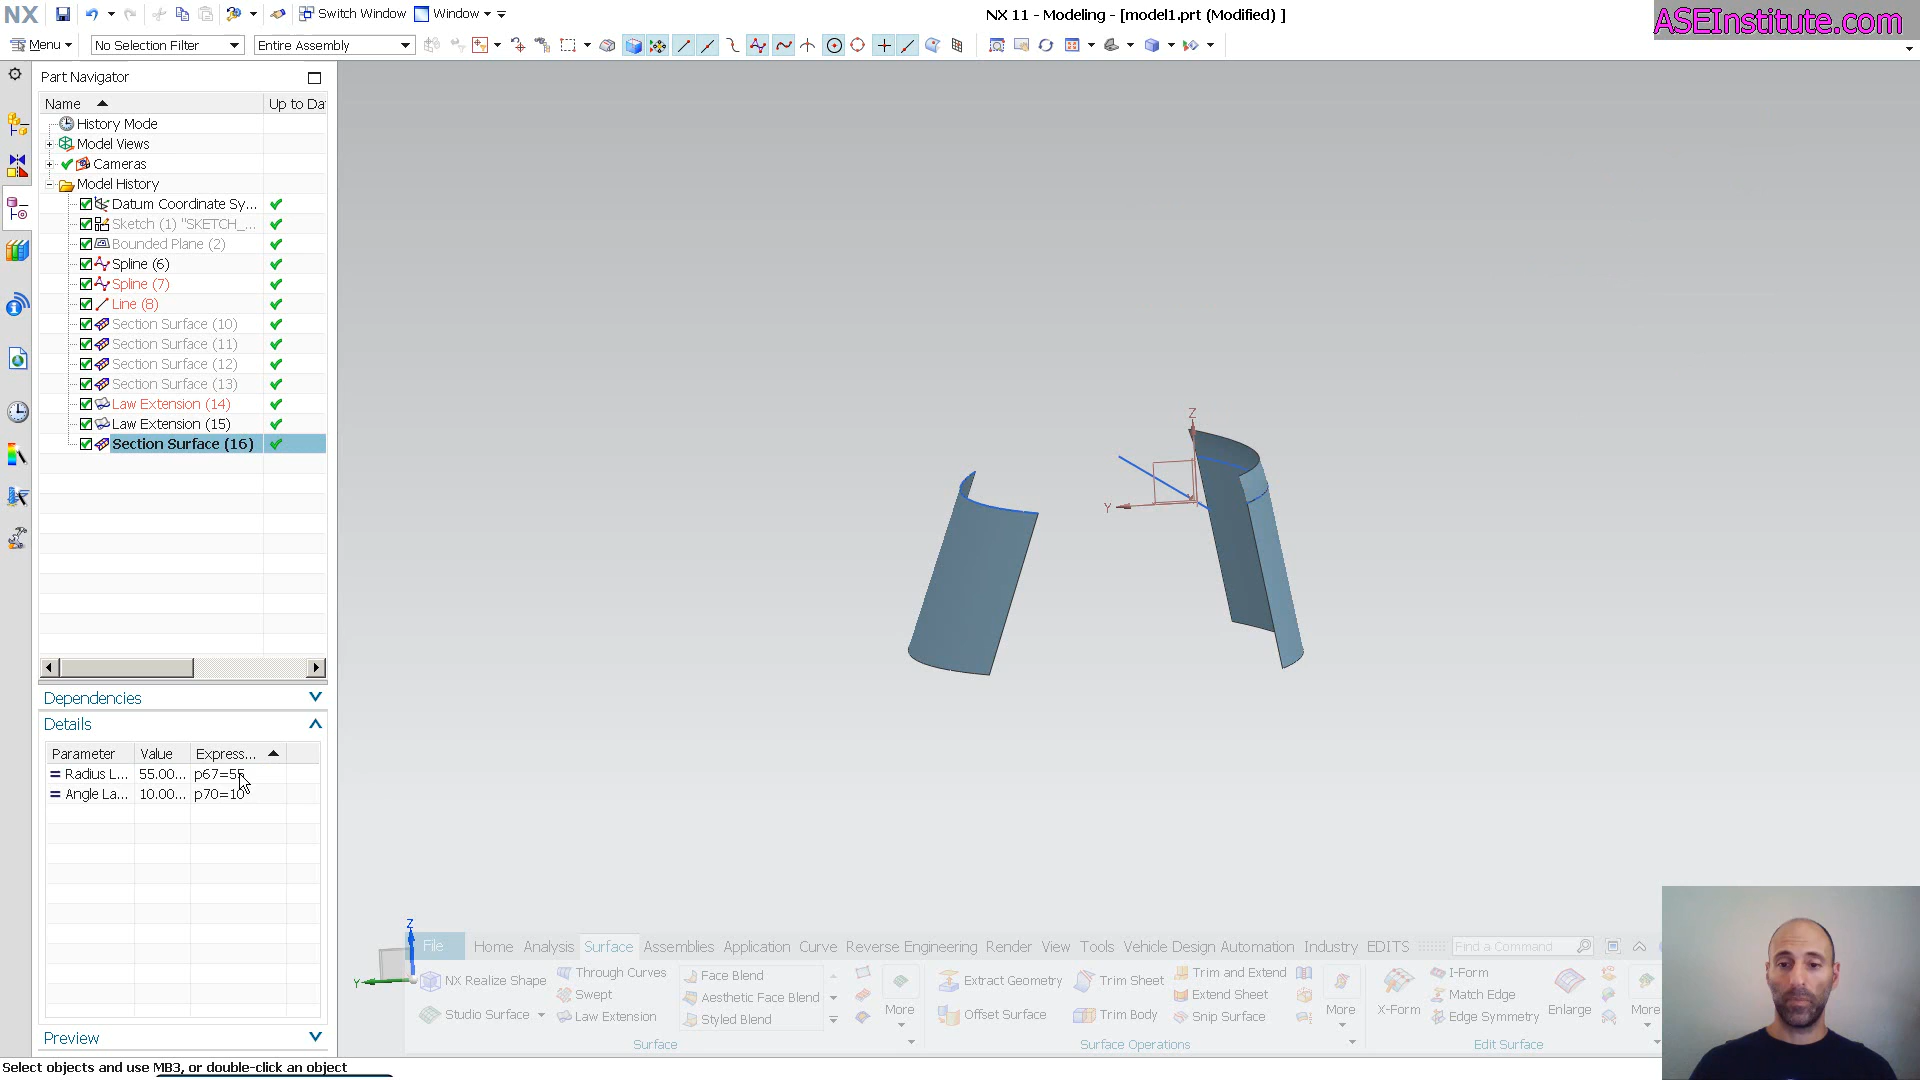 NX
Switch Window
Window
NX 11 - Modeling - [model1.prt (Modified) ]
ASEInstitute.com
Menu
No Selection Filter
Entire Assembly
Part Navigator
Name
Up to Da
History Mode
Model Views
Cameras
Model History
Datum Coordinate Sy...
Sketch (1) "SKETCH_...
Bounded Plane (2)
Spline (6)
Spline (7)
Line (8)
Section Surface (10)
Section Surface (11)
Section Surface (12)
Section Surface (13)
Law Extension (14)
Law Extension (15)
Section Surface (16)
Z
Y
Dependencies
Details
Parameter Value Express...
Radius L... 55.00... p67=55
Angle La... 10.00... p70=10
Preview
Z
Y
File Home Analysis Surface Assemblies Application Curve Reverse Engineering Render View Tools Vehicle Design Automation Industry EDITS Find a Command
NX Realize Shape
Studio Surface
Through Curves
Swept
Law Extension
Face Blend
Aesthetic Face Blend
Styled Blend
More
Surface
Extract Geometry
Offset Surface
Trim Sheet
Trim Body
Trim and Extend
Extend Sheet
Snip Surface
More
Surface Operations
X-Form
I-Form
Match Edge
Edge Symmetry
Enlarge
More
Edit Surface
Select objects and use MB3, or double-click an object